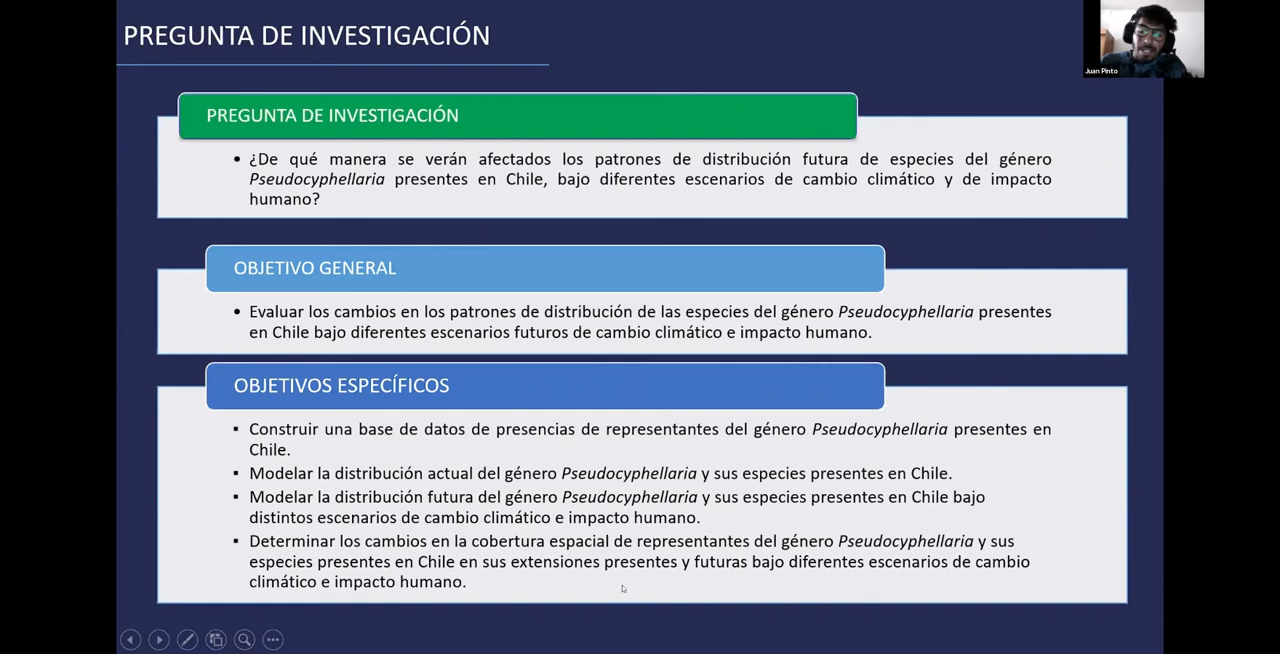 PREGUNTA DE INVESTIGACIÓN
Juan Pinto
PREGUNTA DE INVESTIGACIÓN
• ¿De qué manera se verán afectados los patrones de distribución futura de especies del género
Pseudocyphellaria presentes en Chile, bajo diferentes escenarios de cambio climático y de impacto
humano?
OBJETIVO GENERAL
• Evaluar los cambios en los patrones de distribución de las especies del género Pseudocyphellaria presentes
en Chile bajo diferentes escenarios futuros de cambio climático e impacto humano.
OBJETIVOS ESPECÍFICOS
▪ Construir una base de datos de presencias de representantes del género Pseudocyphellaria presentes en
Chile.
▪ Modelar la distribución actual del género Pseudocyphellaria y sus especies presentes en Chile.
▪ Modelar la distribución futura del género Pseudocyphellaria y sus especies presentes en Chile bajo
distintos escenarios de cambio climático e impacto humano.
▪ Determinar los cambios en la cobertura espacial de representantes del género Pseudocyphellaria y sus
especies presentes en Chile en sus extensiones presentes y futuras bajo diferentes escenarios de cambio
climático e impacto humano.